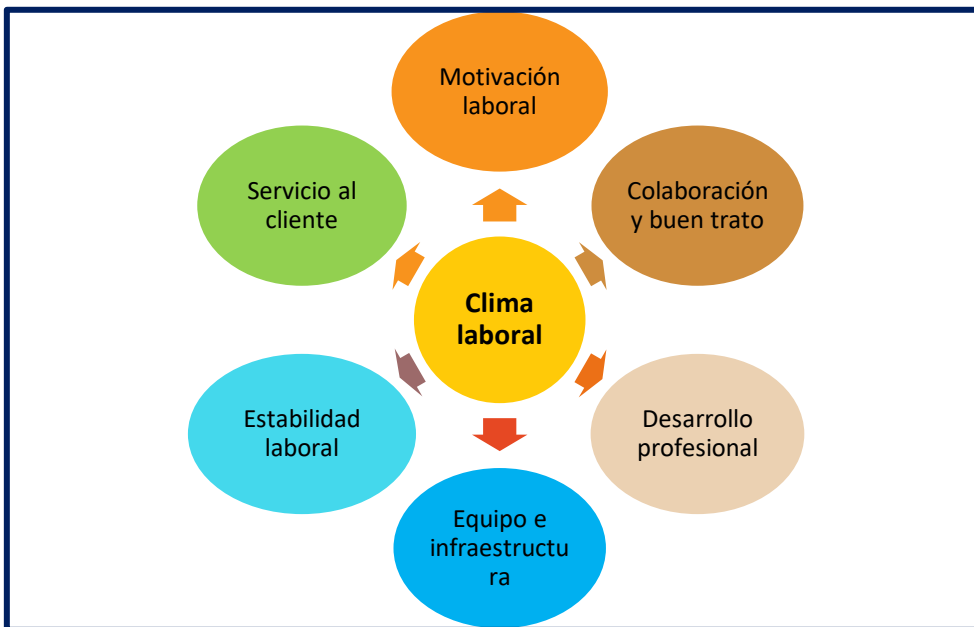 Motivación
laboral
Servicio al
cliente
Colaboración
y buen trato
Clima
laboral
Estabilidad
laboral
Desarrollo
profesional
Equipo e
infraestructu
ra